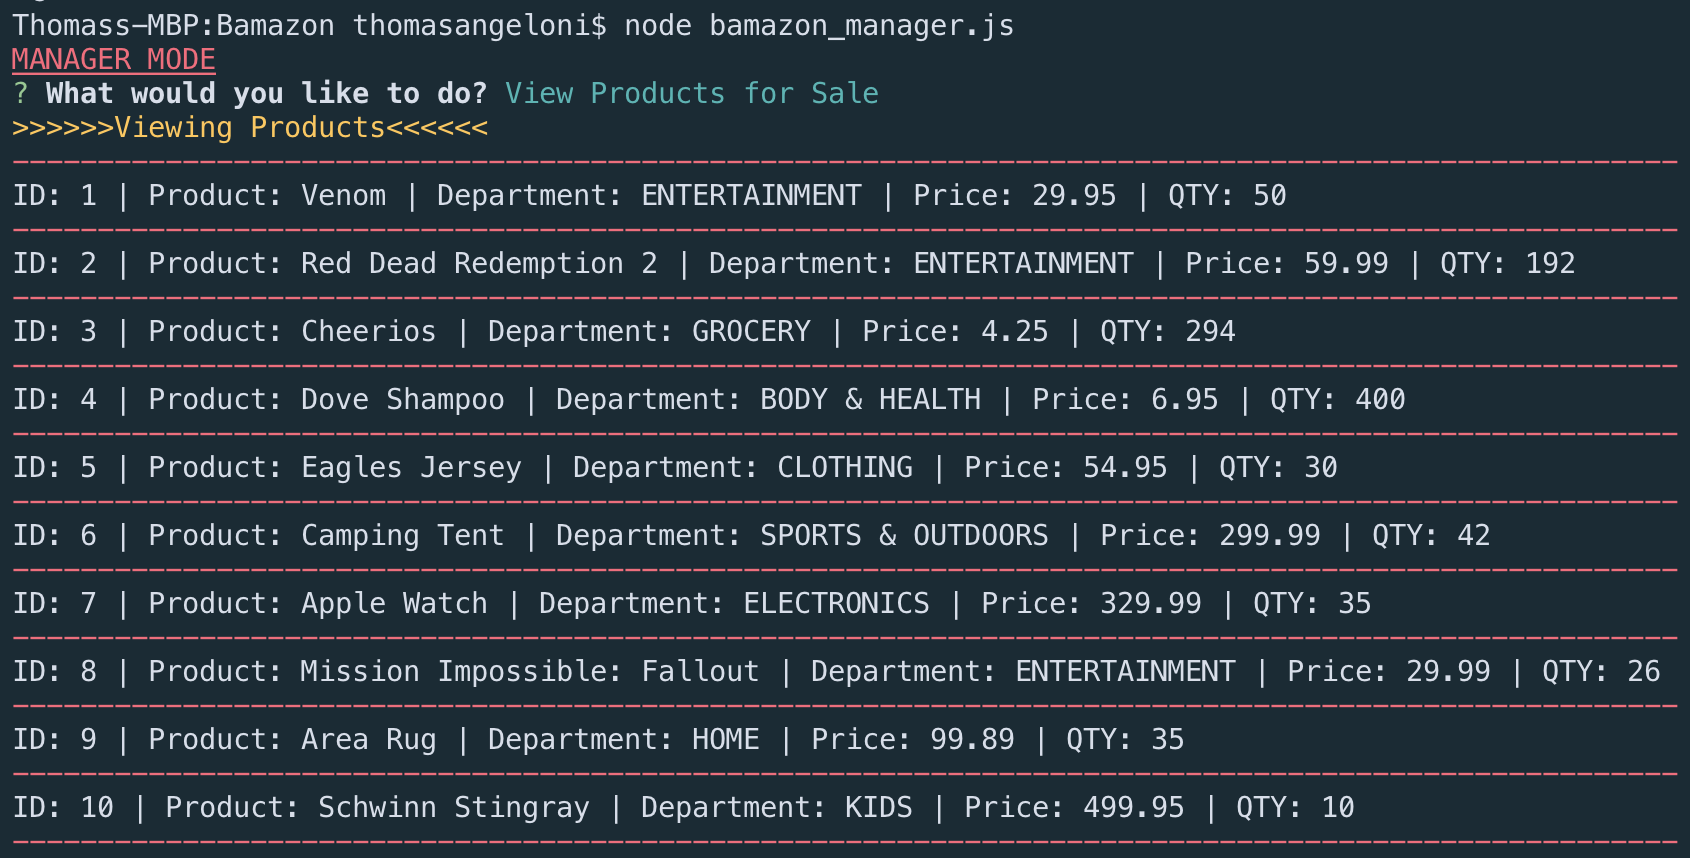 Thomass-MBP:Bamazon thomasangeloni$ node bamazon_manager.js
MANAGER MODE
? What would you like to do? View Products for Sale
>>>>>>Viewing Products<<<<<<
--------------------------------------------------------------------------------------------------
ID: 1 | Product: Venom | Department: ENTERTAINMENT | Price: 29.95 | QTY: 50
--------------------------------------------------------------------------------------------------
ID: 2 | Product: Red Dead Redemption 2 | Department: ENTERTAINMENT | Price: 59.99 | QTY: 192
--------------------------------------------------------------------------------------------------
ID: 3 | Product: Cheerios | Department: GROCERY | Price: 4.25 | QTY: 294
--------------------------------------------------------------------------------------------------
ID: 4 | Product: Dove Shampoo | Department: BODY & HEALTH | Price: 6.95 | QTY: 400
--------------------------------------------------------------------------------------------------
ID: 5 | Product: Eagles Jersey | Department: CLOTHING | Price: 54.95 | QTY: 30
--------------------------------------------------------------------------------------------------
ID: 6 | Product: Camping Tent | Department: SPORTS & OUTDOORS | Price: 299.99 | QTY: 42
--------------------------------------------------------------------------------------------------
ID: 7 | Product: Apple Watch | Department: ELECTRONICS | Price: 329.99 | QTY: 35
--------------------------------------------------------------------------------------------------
ID: 8 | Product: Mission Impossible: Fallout | Department: ENTERTAINMENT | Price: 29.99 | QTY: 26
--------------------------------------------------------------------------------------------------
ID: 9 | Product: Area Rug | Department: HOME | Price: 99.89 | QTY: 35
--------------------------------------------------------------------------------------------------
ID: 10 | Product: Schwinn Stingray | Department: KIDS | Price: 499.95 | QTY: 10
--------------------------------------------------------------------------------------------------